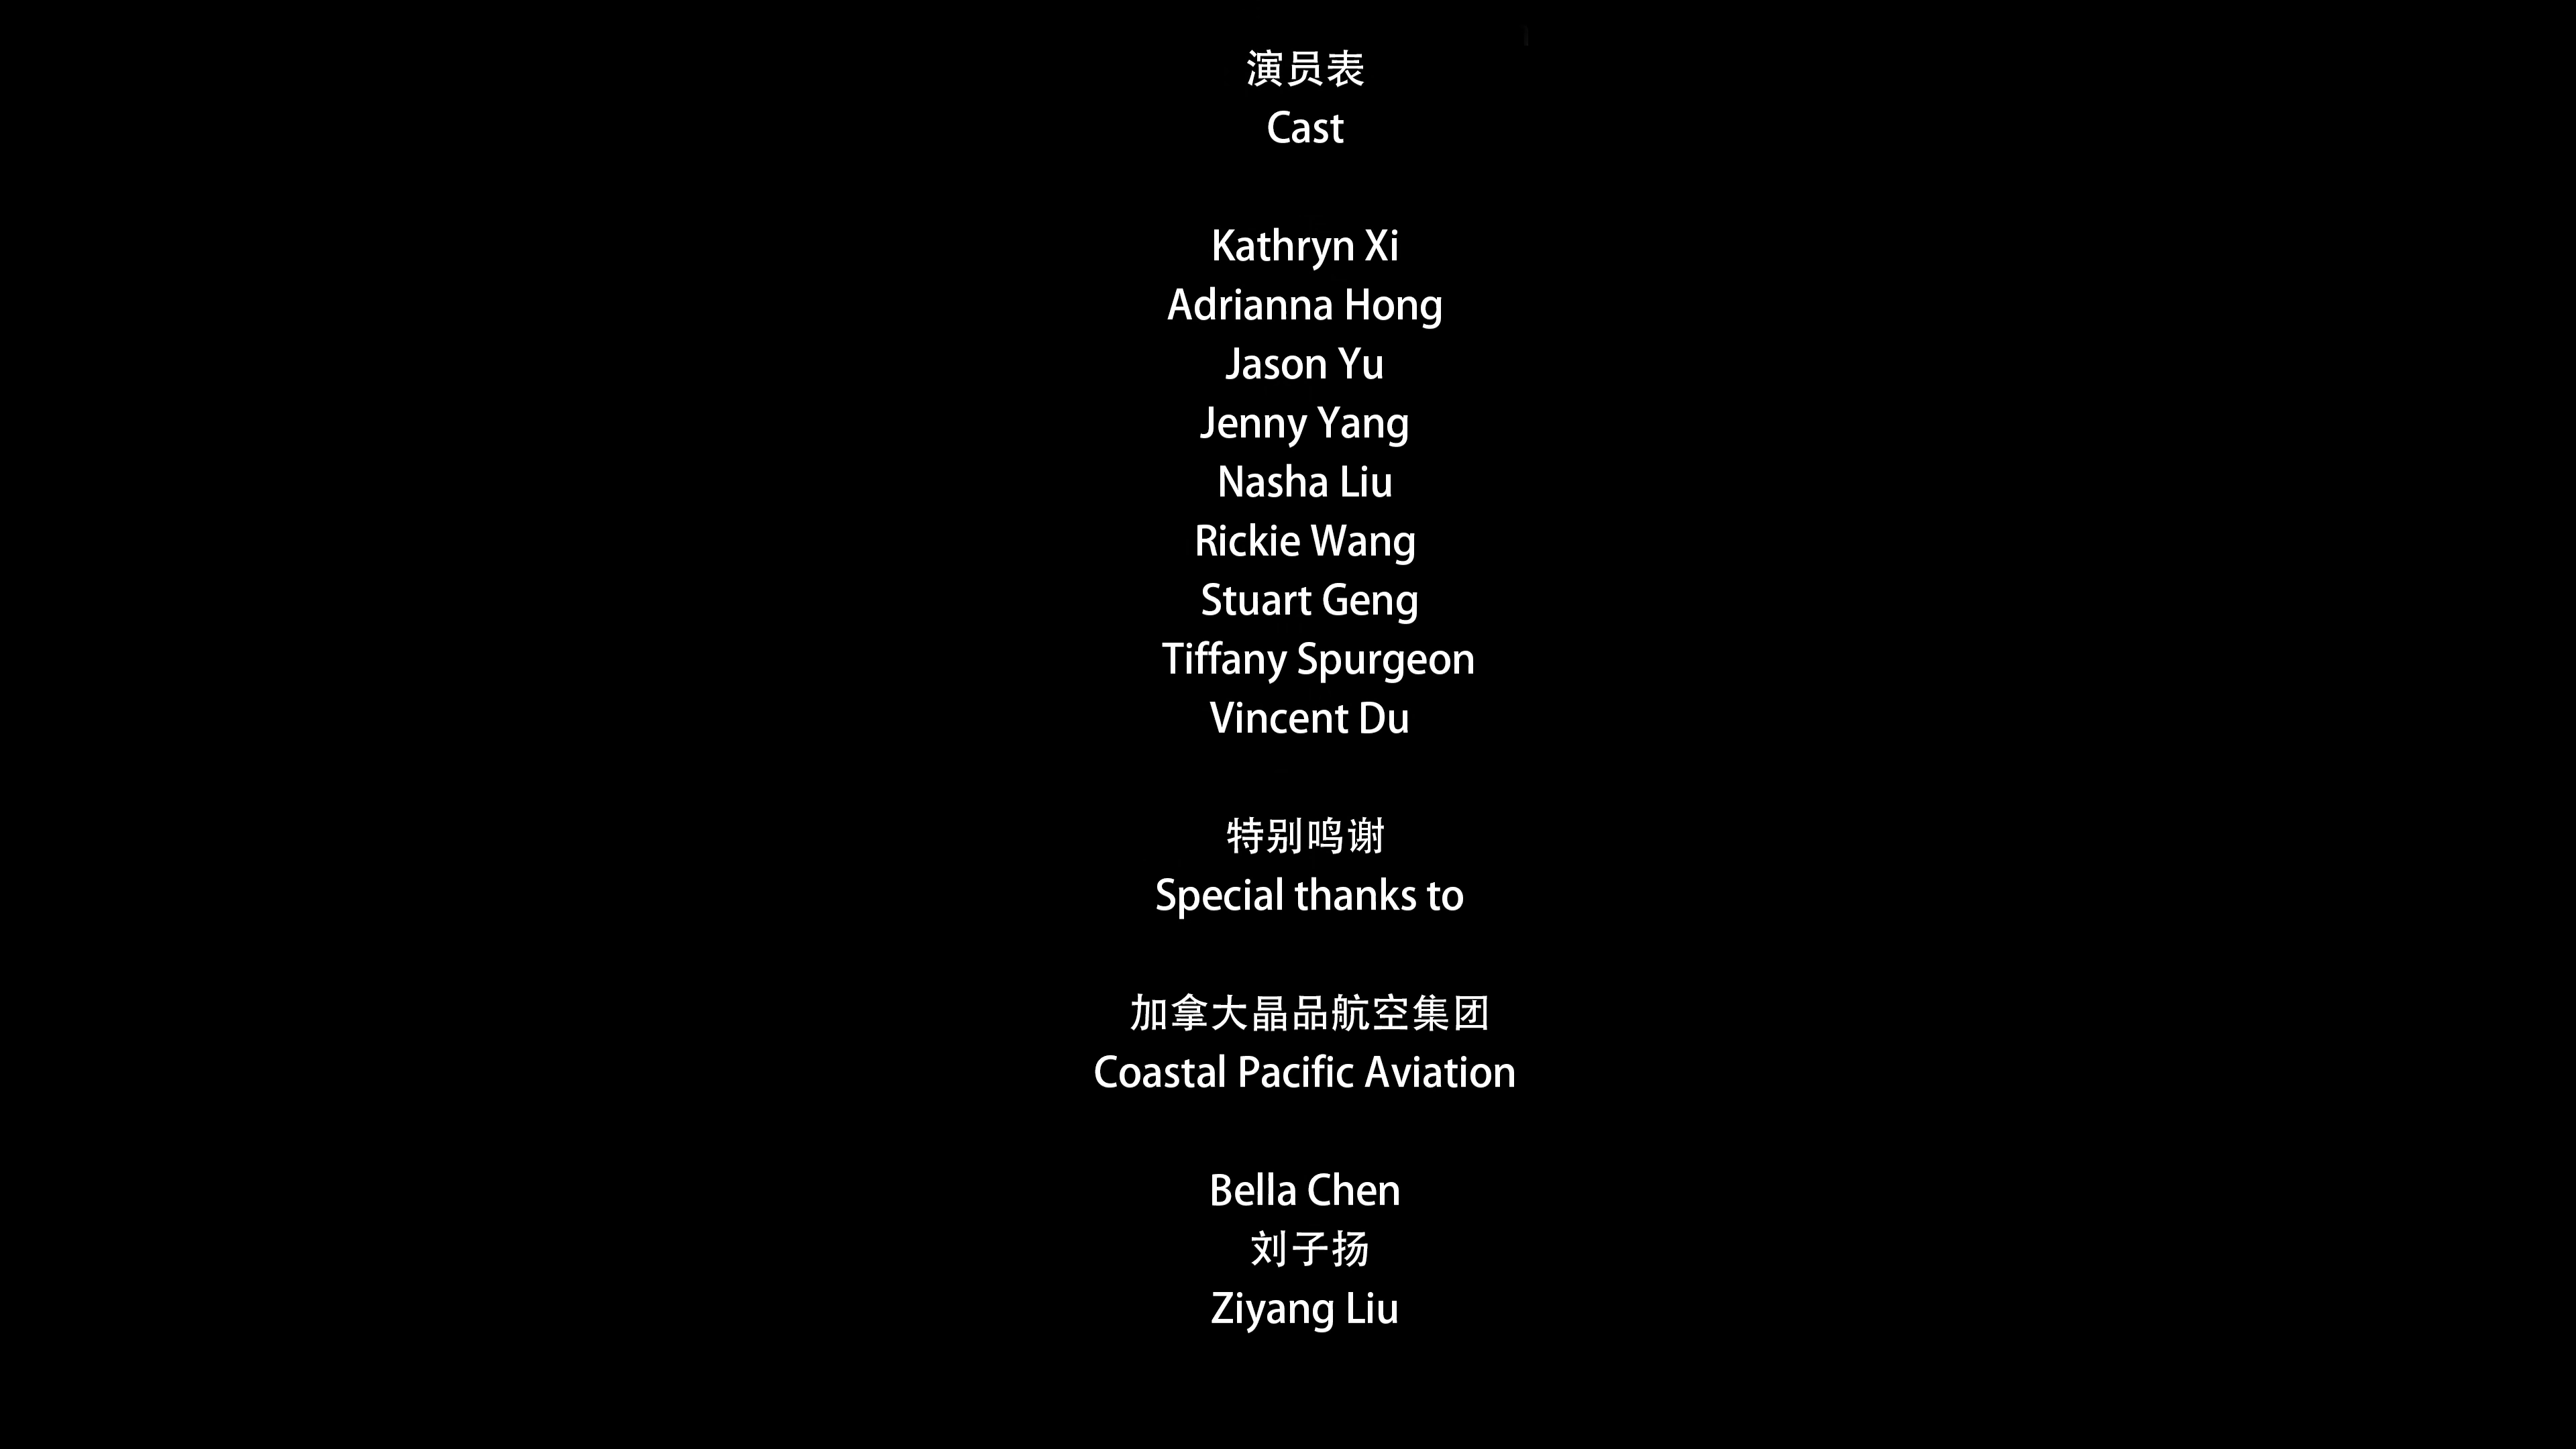 演员表
Cast
Kathryn Xi
Adrianna Hong
Jason Yu
Jenny Yang
Nasha Liu
Rickie Wang
Stuart Geng
Tiffany Spurgeon
Vincent Du
特别鸣谢
Special thanks to
加拿大晶品航空集团
Coastal Pacific Aviation
Bella Chen
刘子扬
Ziyang Liu